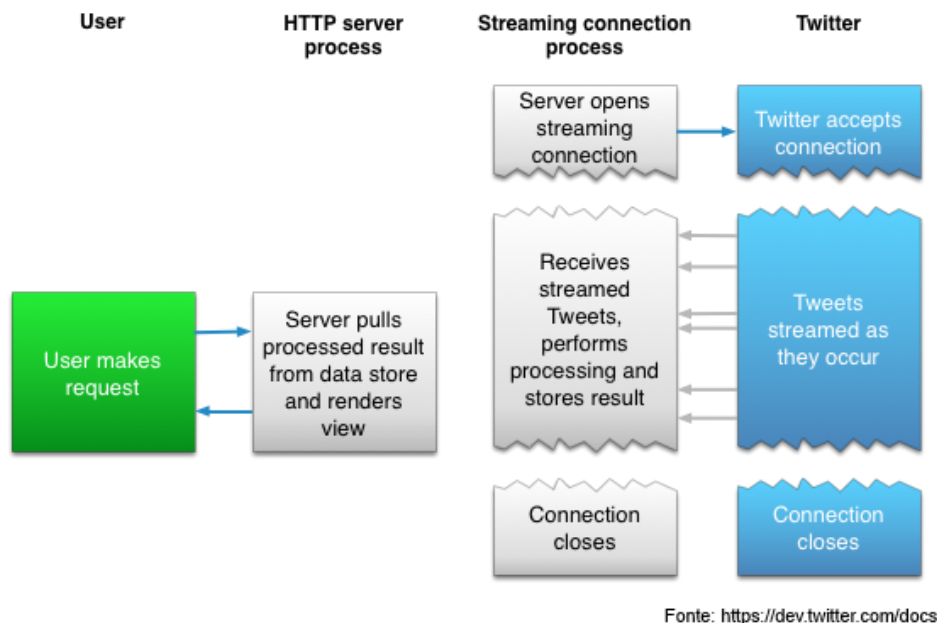 User
HTTP server
process
Streaming connection
process
Twitter
Server opens
streaming
connection
Twitter accepts
connection
User makes
request
Server pulls
processed result
from data store
and renders
view
Receives
streamed
Tweets,
performs
processing and
stores result
Tweets
streamed as
they occur
Connection
closes
Connection
closes
Fonte: https://dev.twitter.com/docs